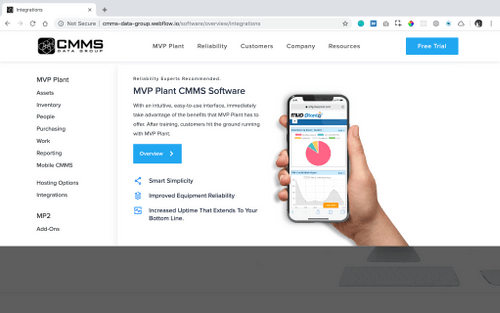 Integrations
Not Secure cmms-data-group.webflow.io/software/overview/integrations
CMMS
DATA GROUP
MVP Plant Reliability Customers Company Resources
Free Trial
MVP Plant
Assets
Inventory
People
Purchasing
Work
Reporting
Mobile CMMS
Hosting Options
Integrations
MP2
Add-Ons
Reliability Experts Recommended.
MVP Plant CMMS Software
With an intuitive, easy-to-use interface, immediately
take advantage of the benefits that MVP Plant has to
offer. After training, customers hit the ground running
with MVP Plant.
Overview
Smart Simplicity
Improved Equipment Reliability
Increased Uptime That Extends To Your
Bottom Line.